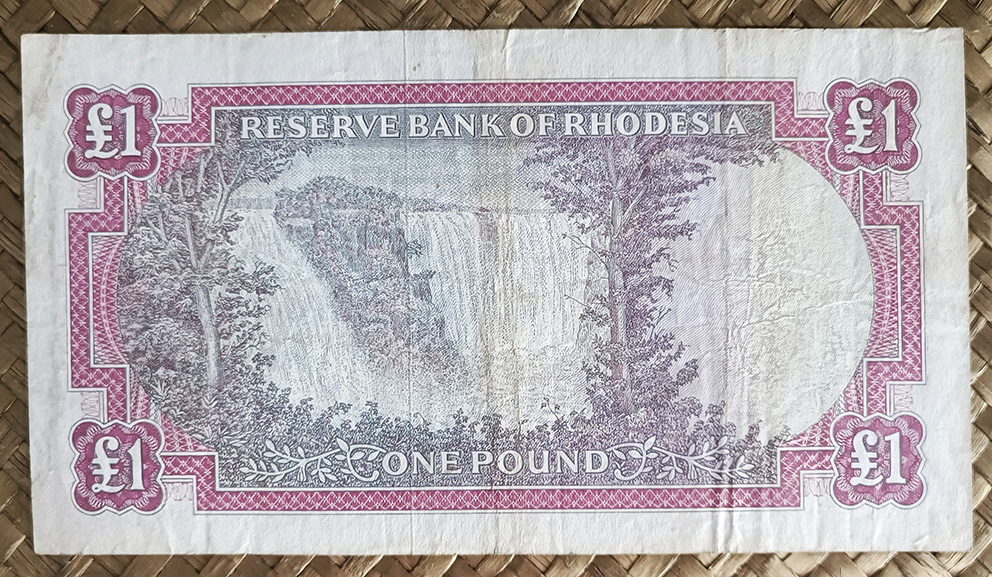 £1 £1
RESERVE BANK OF RHODESIA
ONE POUND
£1 £1